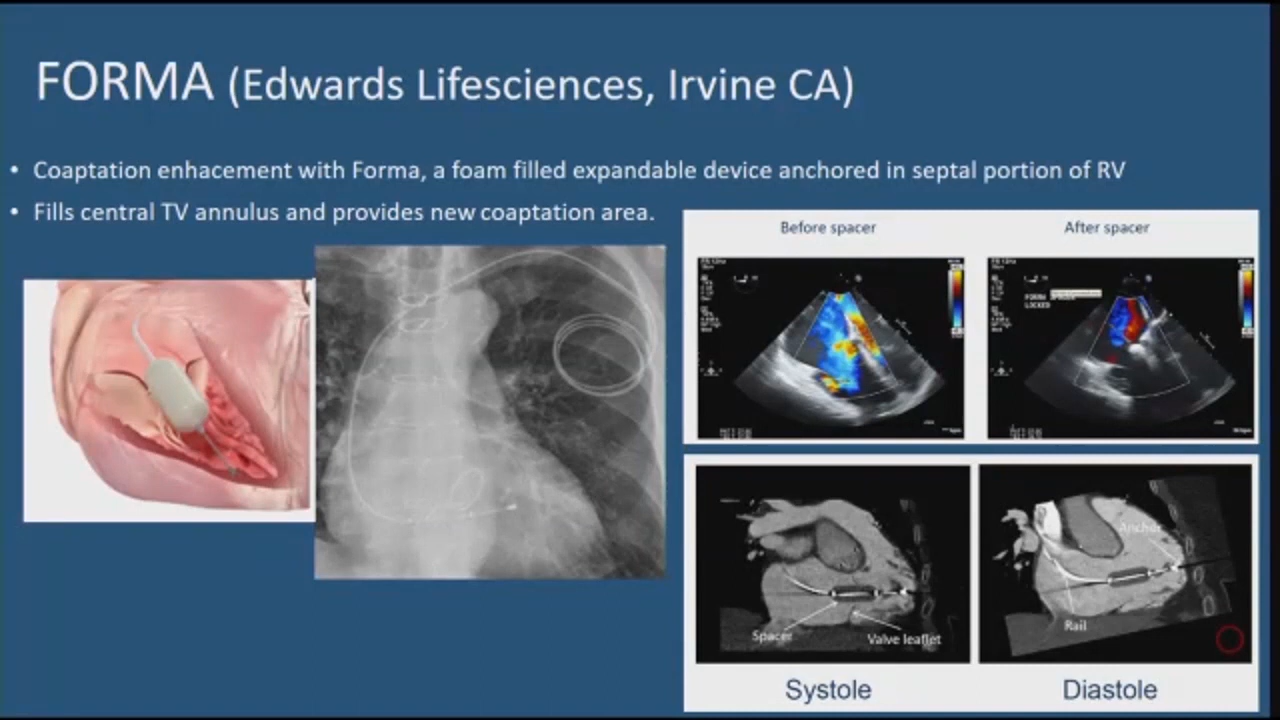 FORMA (Edwards Lifesciences, Irvine CA)
• Coaptation enhacement with Forma, a foam filled expandable device anchored in septal portion of RV
• Fills central TV annulus and provides new coaptation area.
Before spacer
After spacer
FORMA
LOCKED
Anchor
Spacer
Valve leaflet
Rail
Systole
Diastole